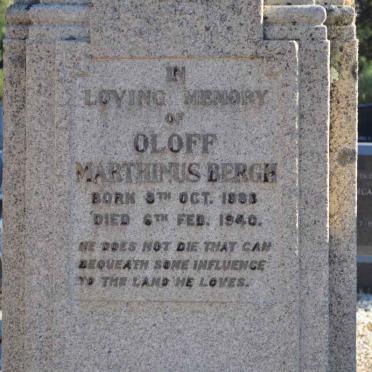 IN
LOVING MEMORY
OF
OLOFF
MARTHINUS BERGH
BORN 8TH OCT. 1883
DIED 6TH FEB. 1940.
HE DOES NOT DIE THAT CAN
BEQUEATH SOME INFLUENCE
TO THE LAND HE LOVES.